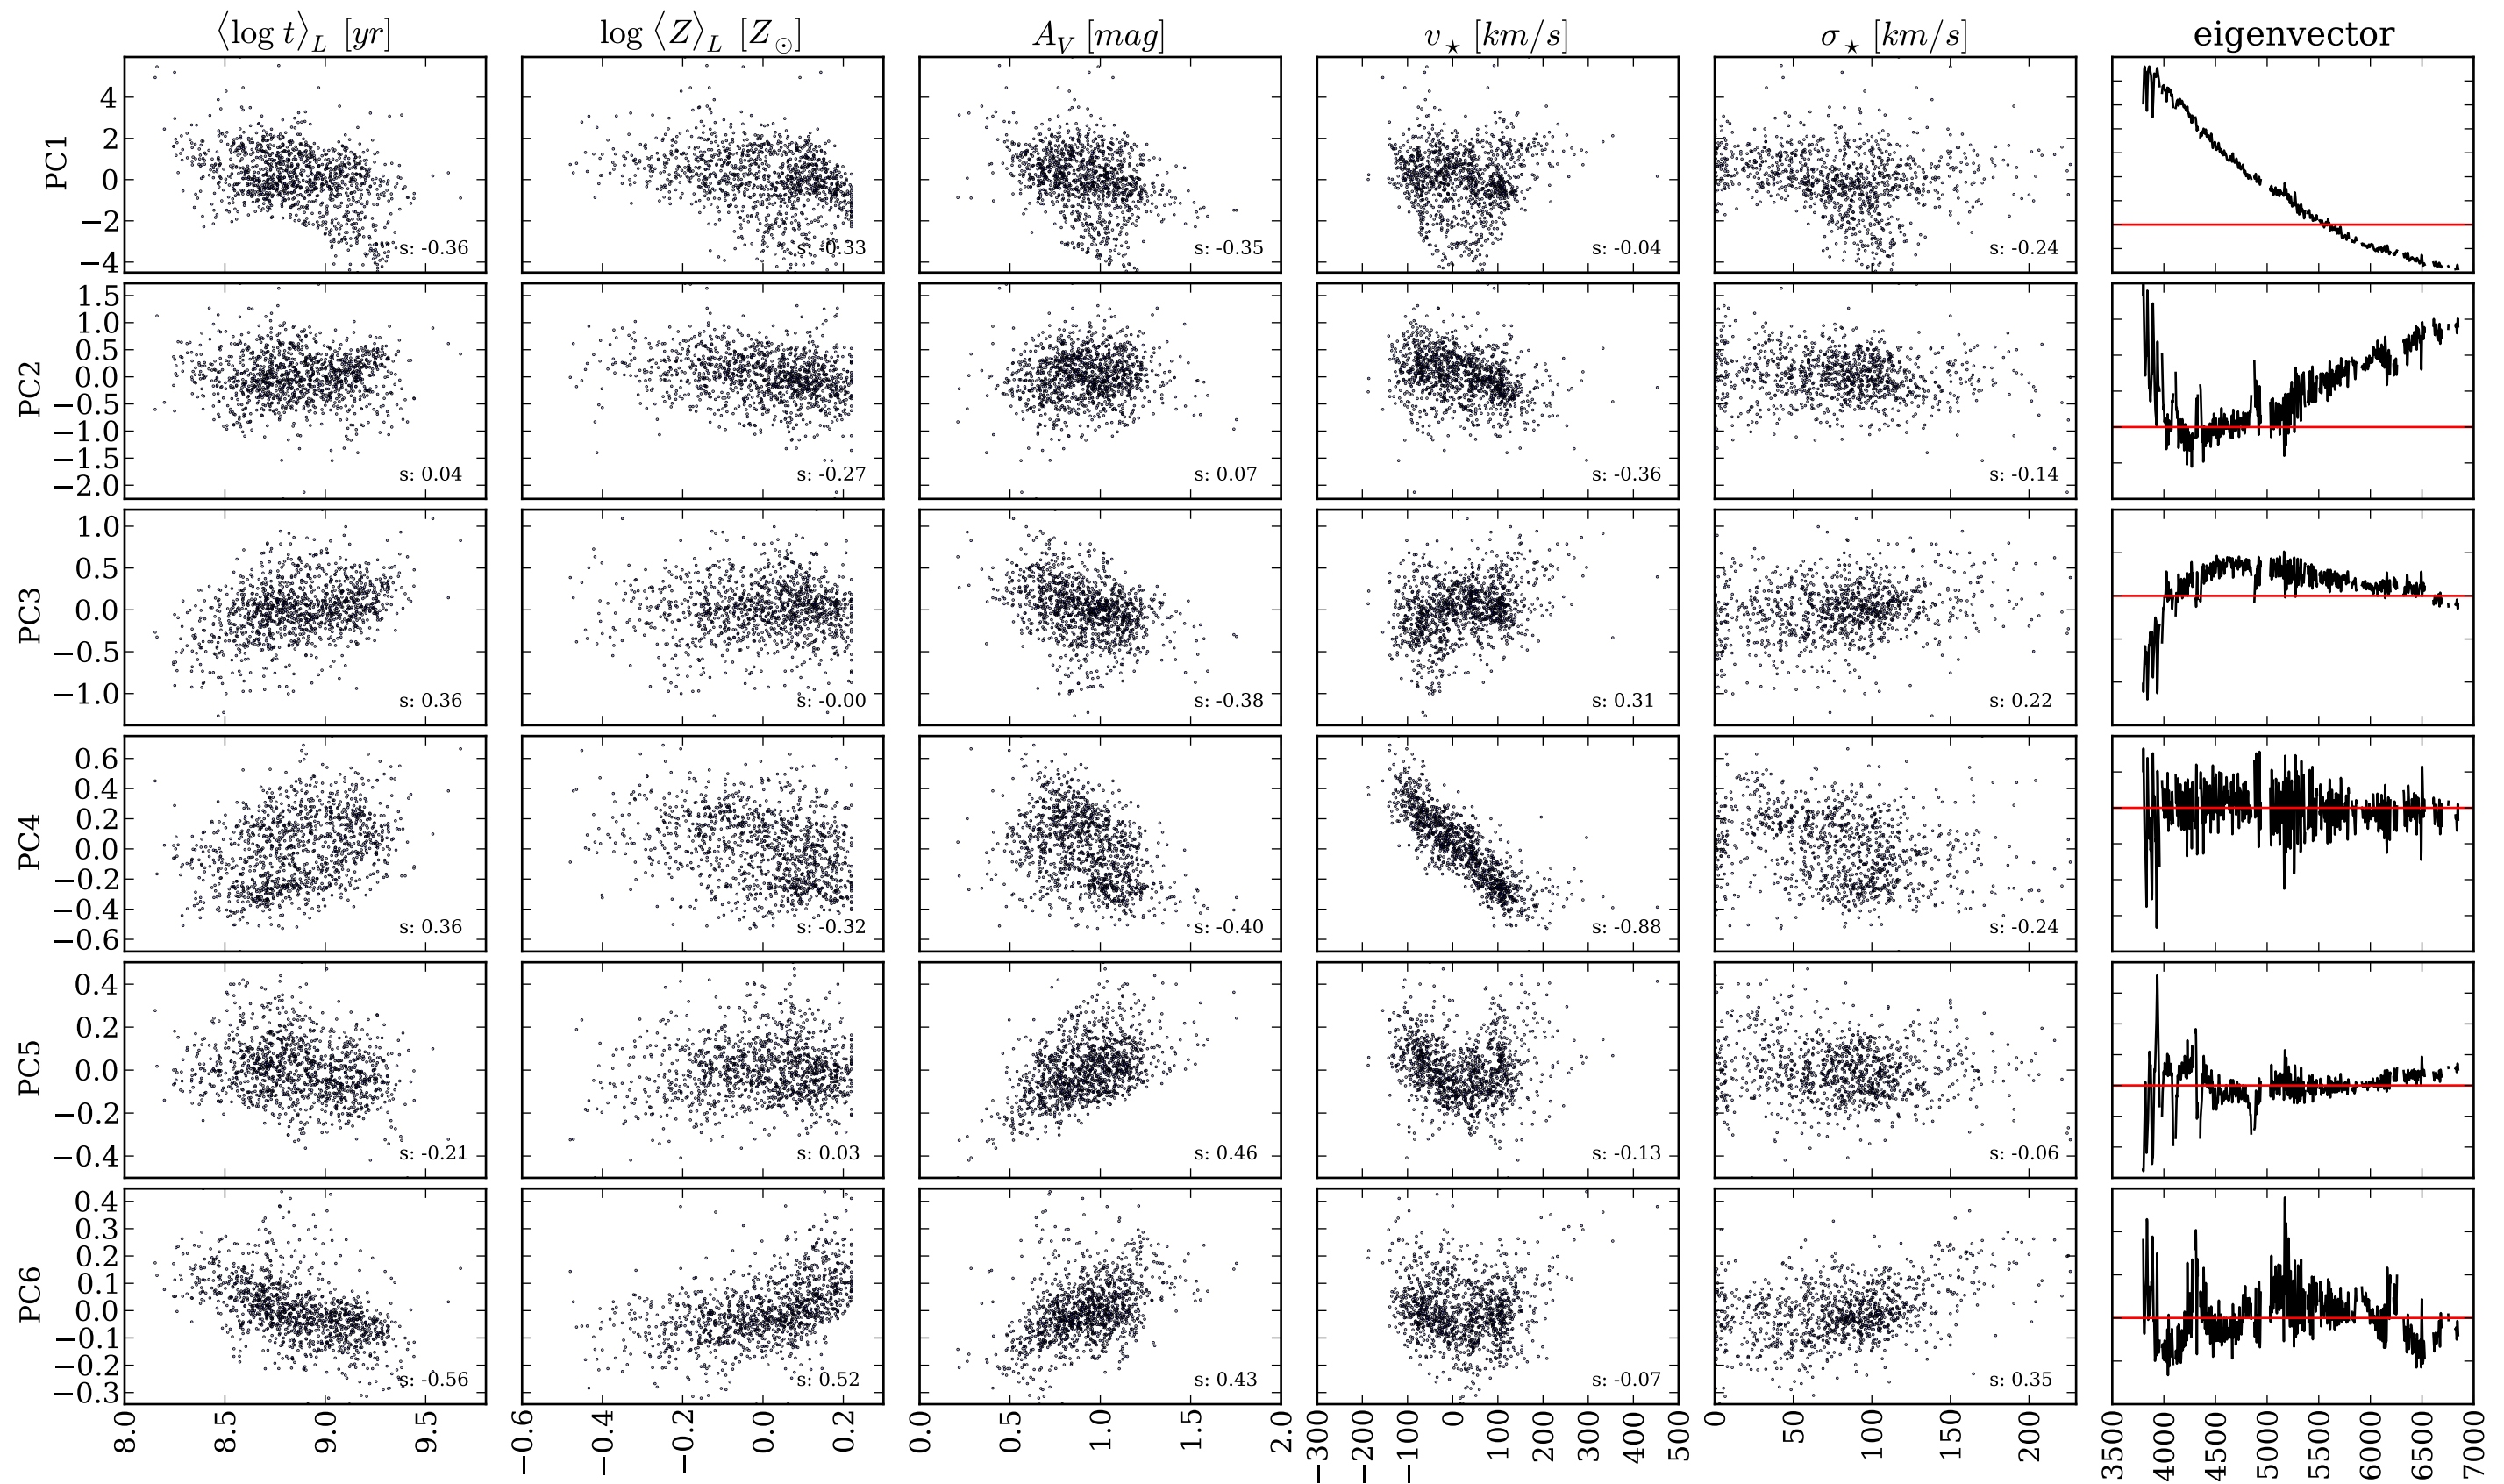 ⟨log t⟩_L [yr] log ⟨Z⟩_L [Z_⊙] A_V [mag] v_⋆ [km/s] σ_⋆ [km/s] eigenvector
PC1
4
2
0
−2
−4
s: -0.36 s: -0.33 s: -0.35 s: -0.04 s: -0.24
PC2
1.5
1.0
0.5
0.0
−0.5
−1.0
−1.5
−2.0
s: 0.04 s: -0.27 s: 0.07 s: -0.36 s: -0.14
PC3
1.0
0.5
0.0
−0.5
−1.0
s: 0.36 s: -0.00 s: -0.38 s: 0.31 s: 0.22
PC4
0.6
0.4
0.2
0.0
−0.2
−0.4
−0.6
s: 0.36 s: -0.32 s: -0.40 s: -0.88 s: -0.24
PC5
0.4
0.2
0.0
−0.2
−0.4
s: -0.21 s: 0.03 s: 0.46 s: -0.13 s: -0.06
PC6
0.4
0.3
0.2
0.1
0.0
−0.1
−0.2
−0.3
s: -0.56 s: 0.52 s: 0.43 s: -0.07 s: 0.35
8.0 8.5 9.0 9.5 −0.6 −0.4 −0.2 0.0 0.2 0.0 0.5 1.0 1.5 2.0 −300 −200 −100 0 100 200 300 400 500 0 50 100 150 200 3500 4000 4500 5000 5500 6000 6500 7000